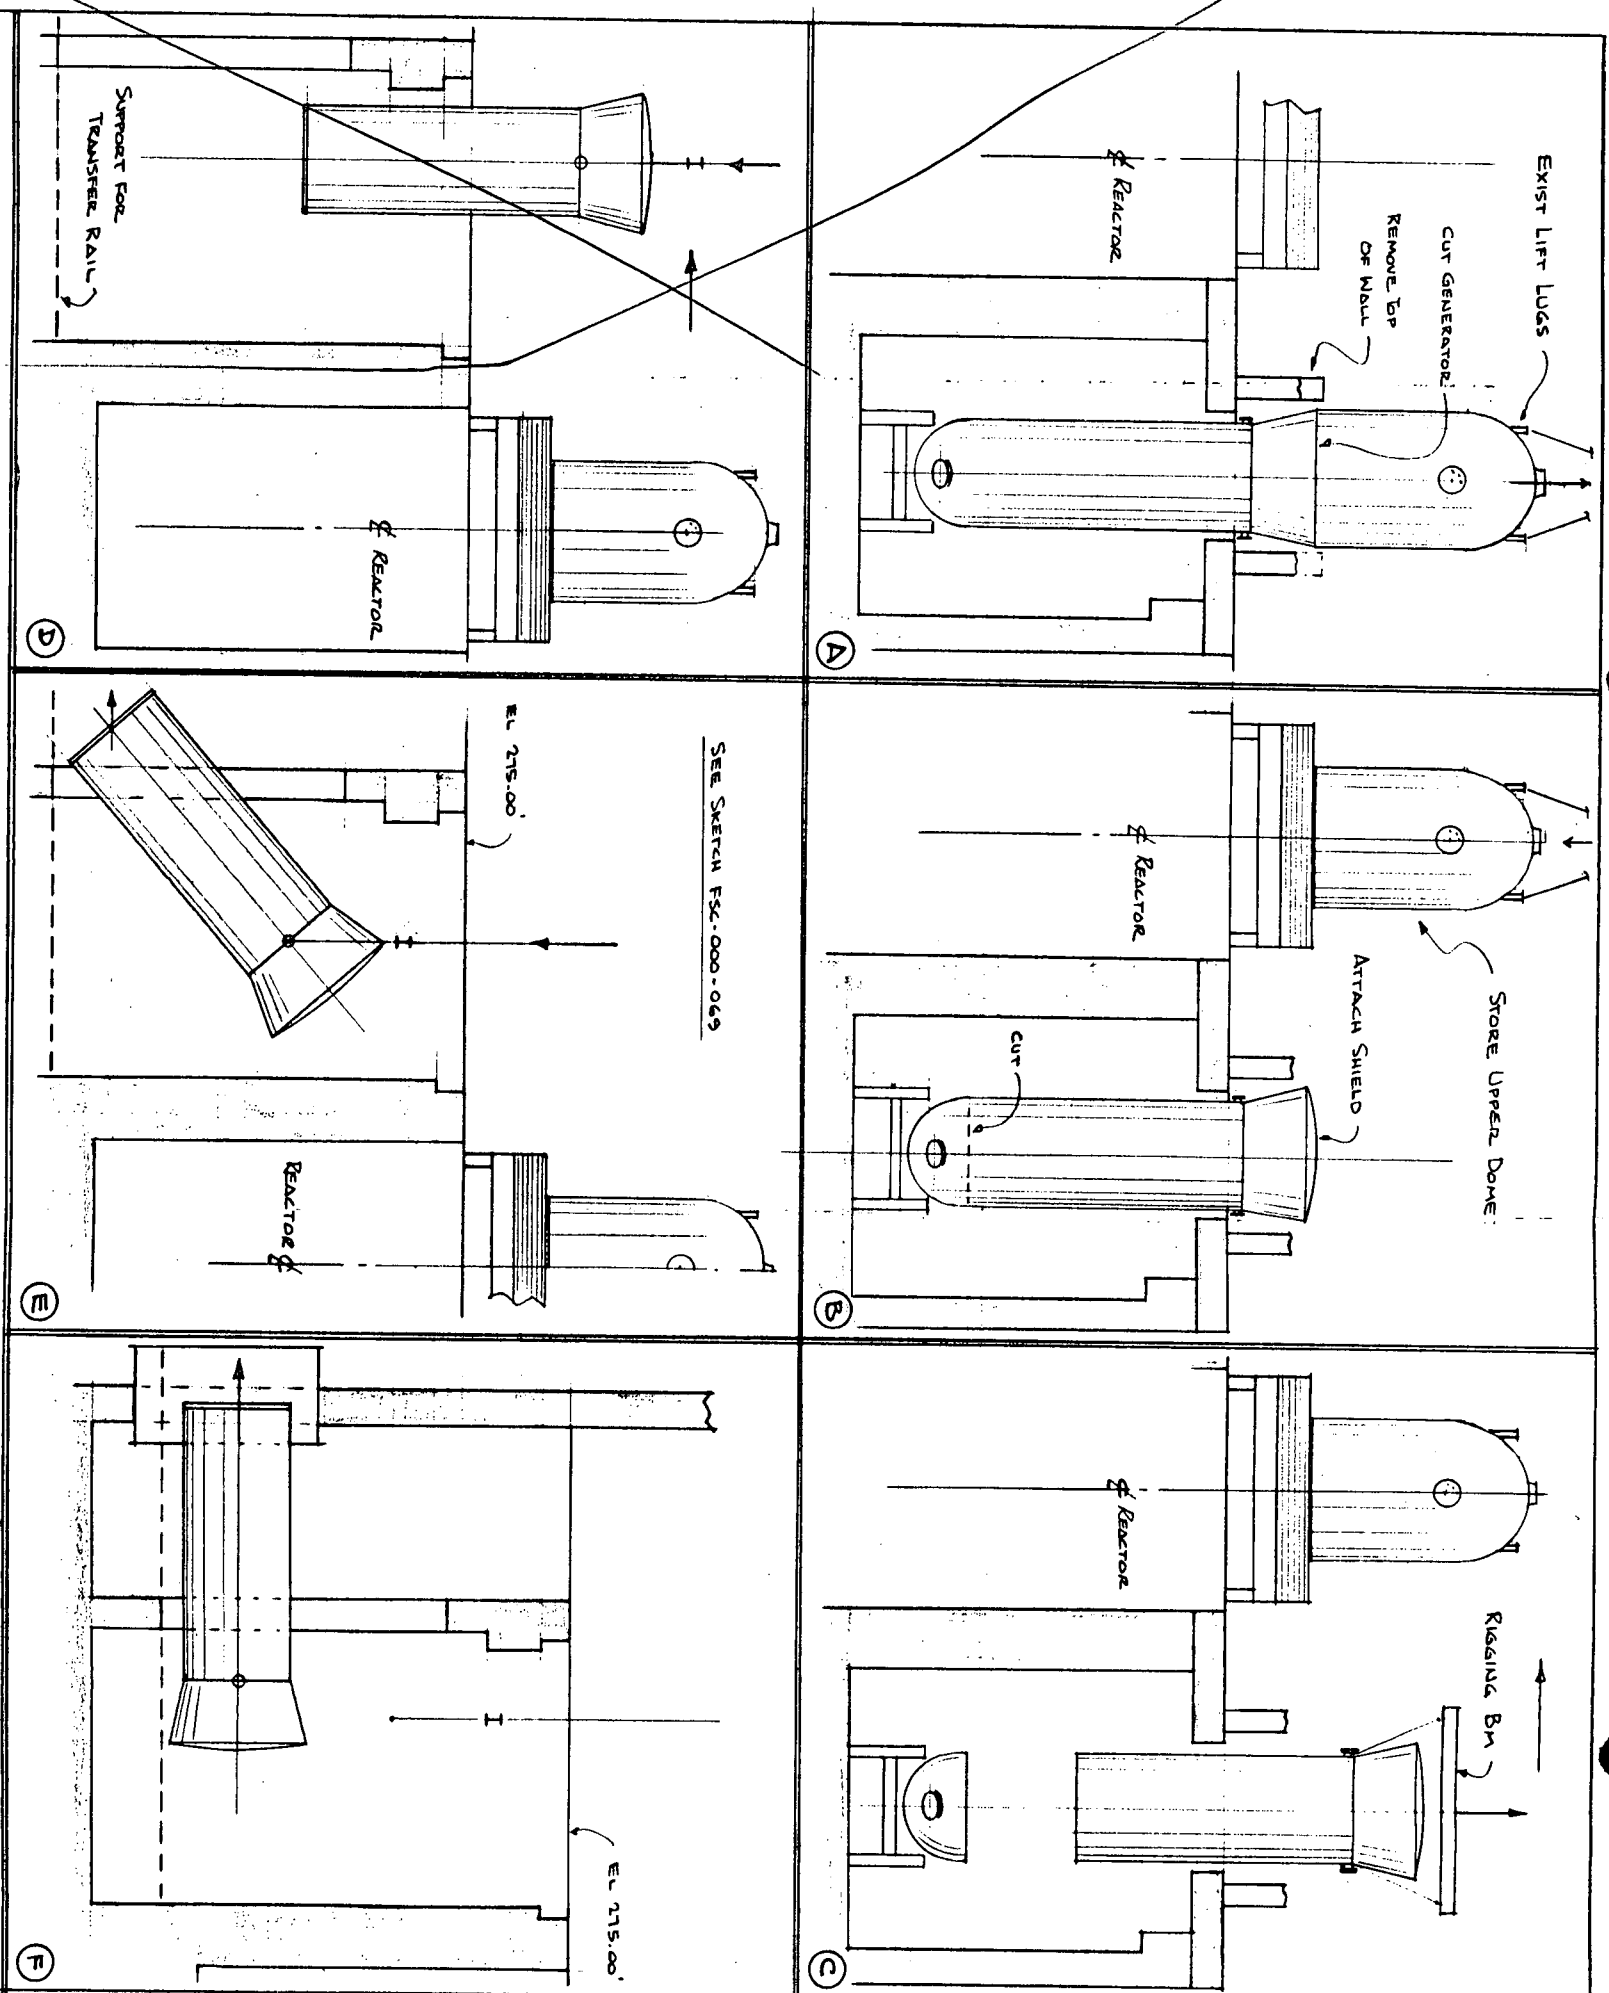 EXIST LIFT LUGS
CUT GENERATOR
REMOVE TOP
OF WALL
℄ REACTOR
A
STORE UPPER DOME
ATTACH SHIELD
CUT
℄ REACTOR
B
RIGGING BM
℄ REACTOR
C
SUPPORT FOR
TRANSFER RAIL
℄ REACTOR
D
SEE SKETCH FSK-000-069
EL 275.00'
REACTOR ℄
E
EL 275.00'
F